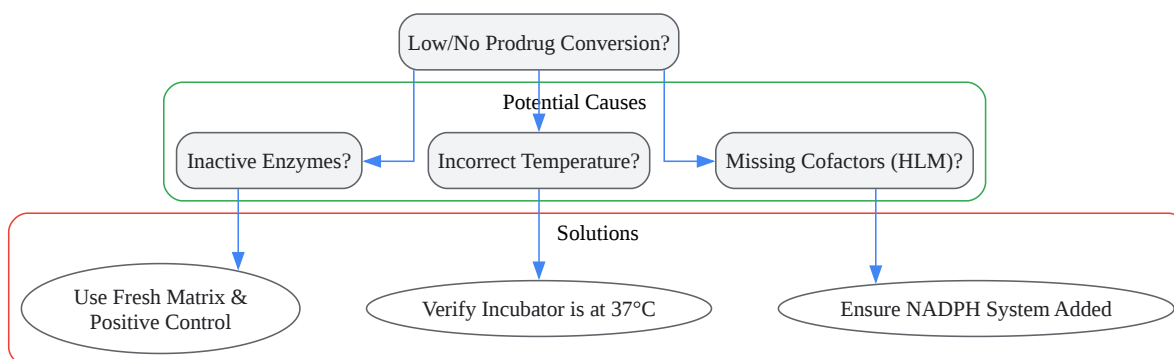 Low/No Prodrug Conversion?
Potential Causes
Inactive Enzymes?
Incorrect Temperature?
Missing Cofactors (HLM)?
Solutions
Use Fresh Matrix &
Positive Control
Verify Incubator is at 37°C
Ensure NADPH System Added